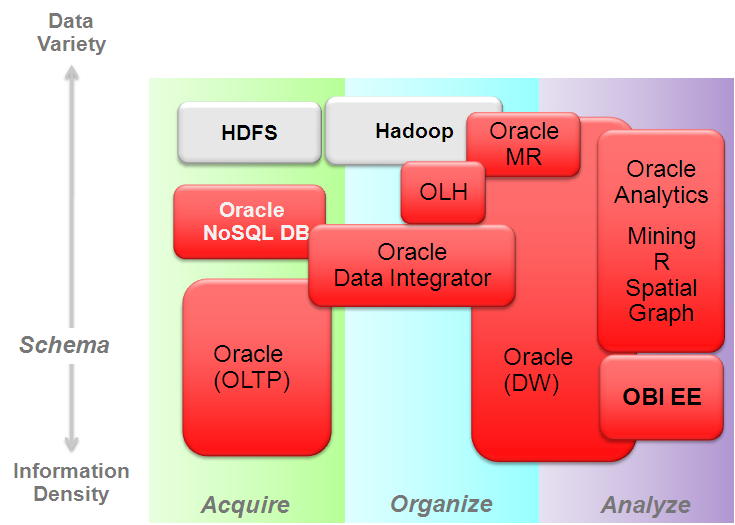 Data
Variety
HDFS
Hadoop
Oracle
MR
Oracle
Analytics
Mining
R
Spatial
Graph
OLH
Oracle
NoSQL DB
Oracle
Data Integrator
Schema
Oracle
(OLTP)
Oracle
(DW)
OBI EE
Information
Density
Acquire
Organize
Analyze